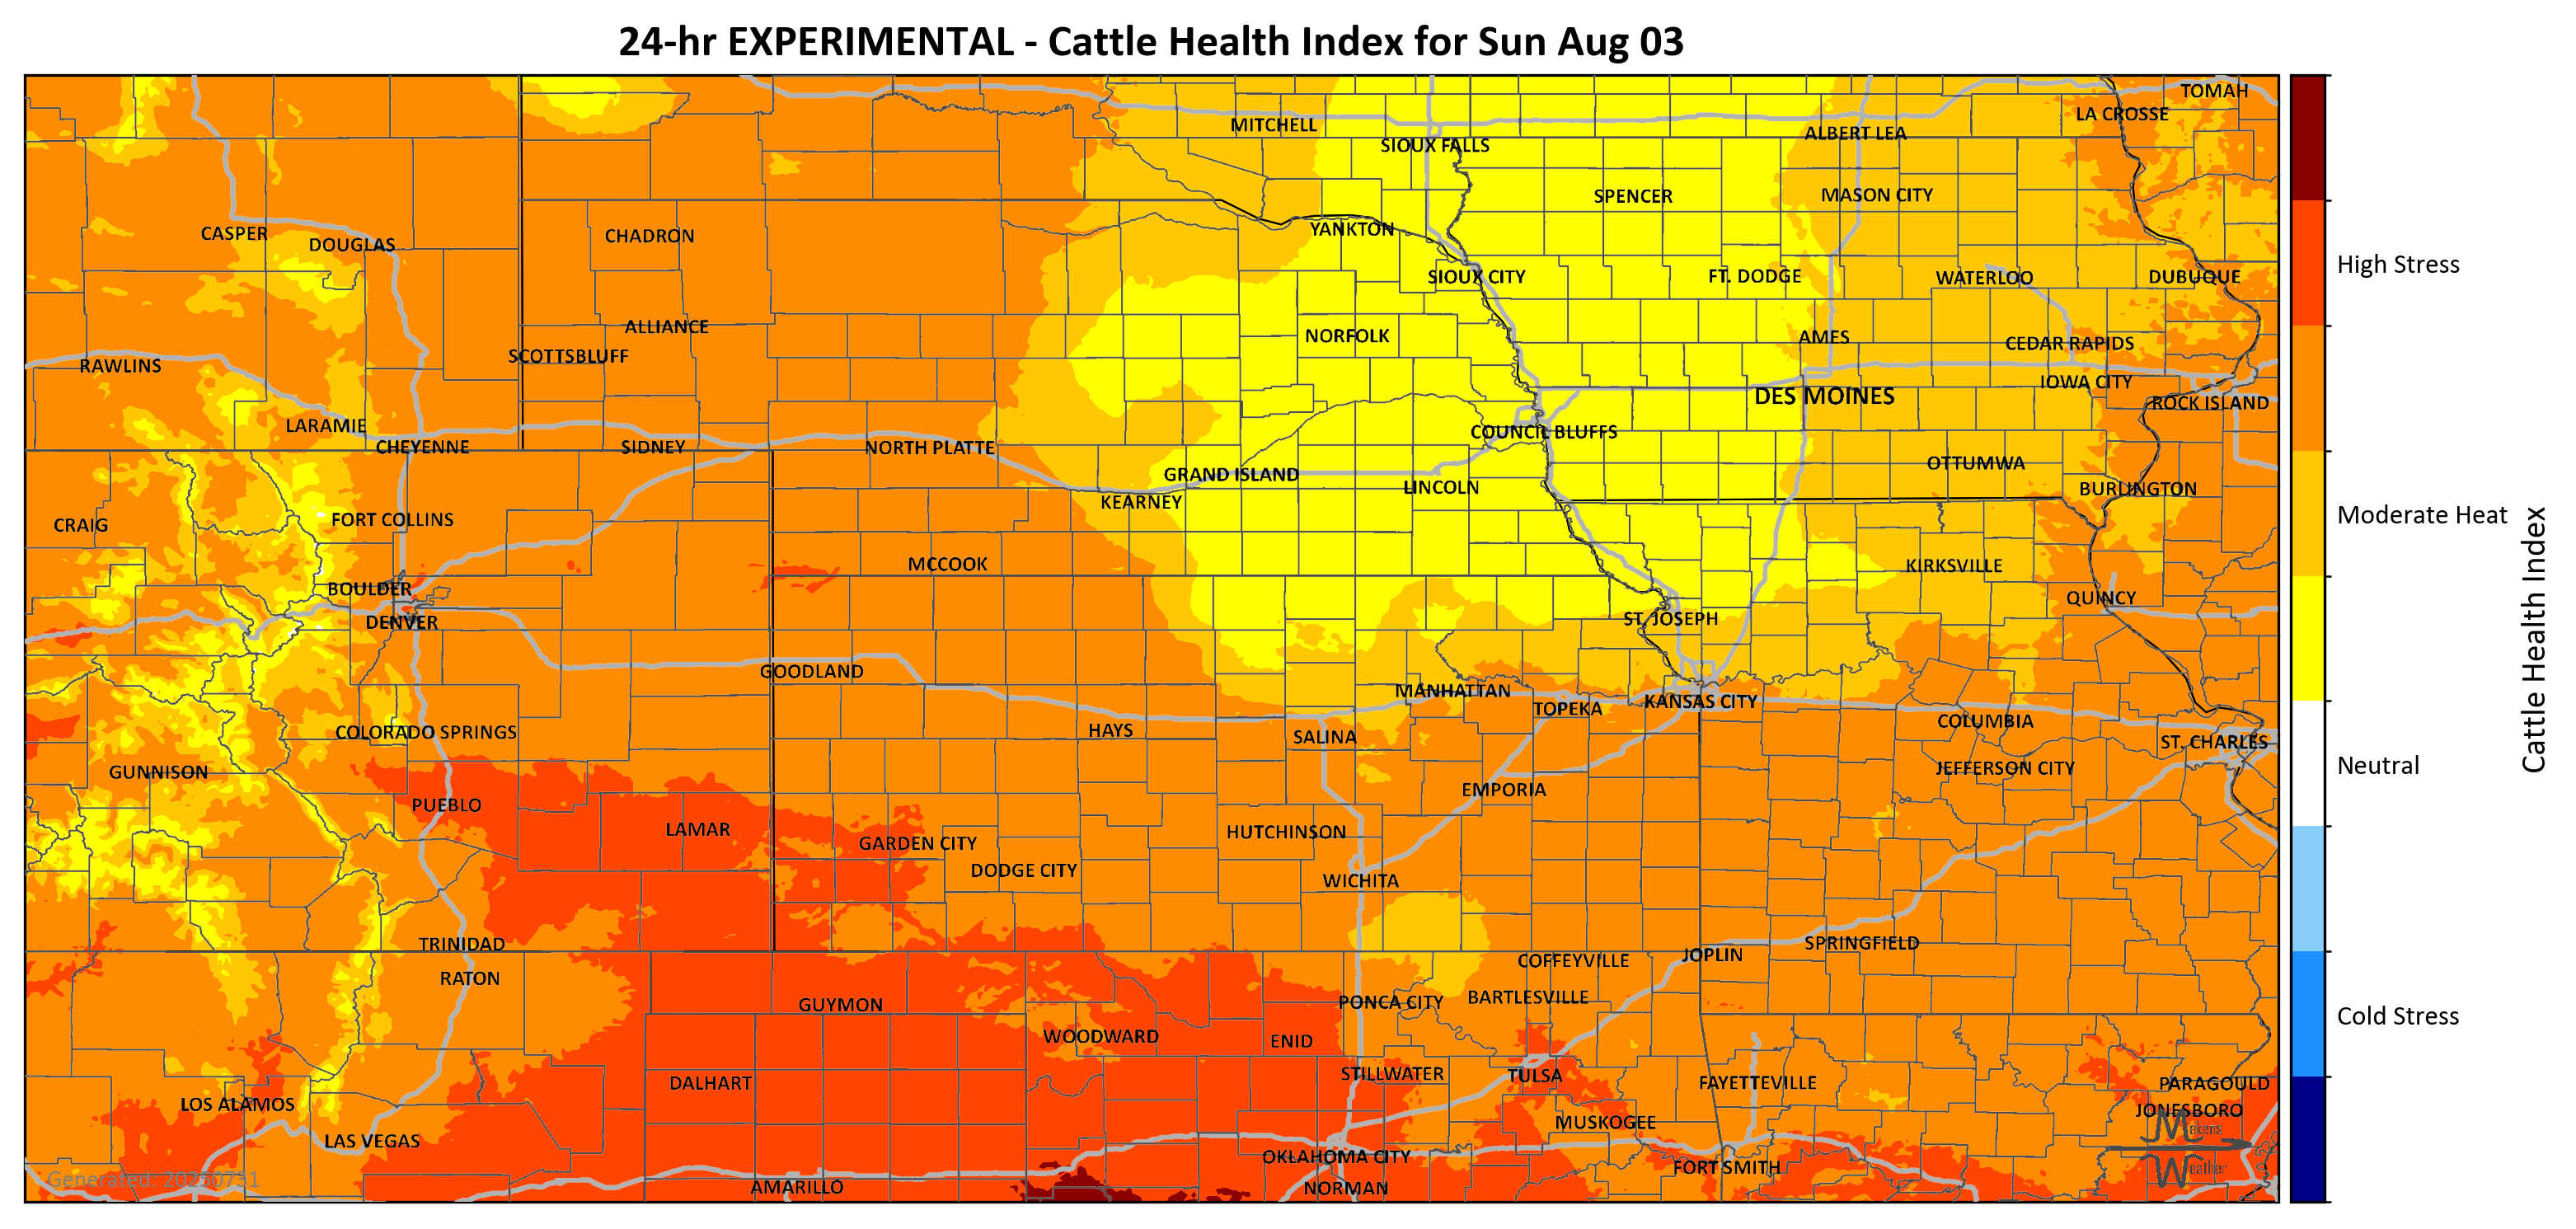 24-hr EXPERIMENTAL - Cattle Health Index for Sun Aug 03
TOMAH
LA CROSSE
MITCHELL
ALBERT LEA
SIOUX FALLS
SPENCER
MASON CITY
YANKTON
CASPER
CHADRON
DOUGLAS
High Stress
SIOUX CITY
FT. DODGE
WATERLOO
DUBUQUE
ALLIANCE
NORFOLK
AMES
CEDAR RAPIDS
SCOTTSBLUFF
RAWLINS
IOWA CITY
DES MOINES
ROCK ISLAND
LARAMIE
COUNCIL BLUFFS
CHEYENNE
SIDNEY
NORTH PLATTE
OTTUMWA
GRAND ISLAND
LINCOLN
BURLINGTON
KEARNEY
Moderate Heat
CRAIG
FORT COLLINS
MCCOOK
KIRKSVILLE
BOULDER
QUINCY
DENVER
ST. JOSEPH
Cattle Health Index
GOODLAND
MANHATTAN
KANSAS CITY
TOPEKA
COLUMBIA
COLORADO SPRINGS
HAYS
SALINA
ST. CHARLES
GUNNISON
JEFFERSON CITY
Neutral
EMPORIA
PUEBLO
LAMAR
HUTCHINSON
GARDEN CITY
DODGE CITY
WICHITA
TRINIDAD
SPRINGFIELD
JOPLIN
COFFEYVILLE
RATON
BARTLESVILLE
GUYMON
PONCA CITY
Cold Stress
WOODWARD
ENID
STILLWATER
TULSA
DALHART
FAYETTEVILLE
PARAGOULD
LOS ALAMOS
JONESBORO
MUSKOGEE
Makens
LAS VEGAS
OKLAHOMA CITY
FORT SMITH
Weather
Generated: 20250731
AMARILLO
NORMAN